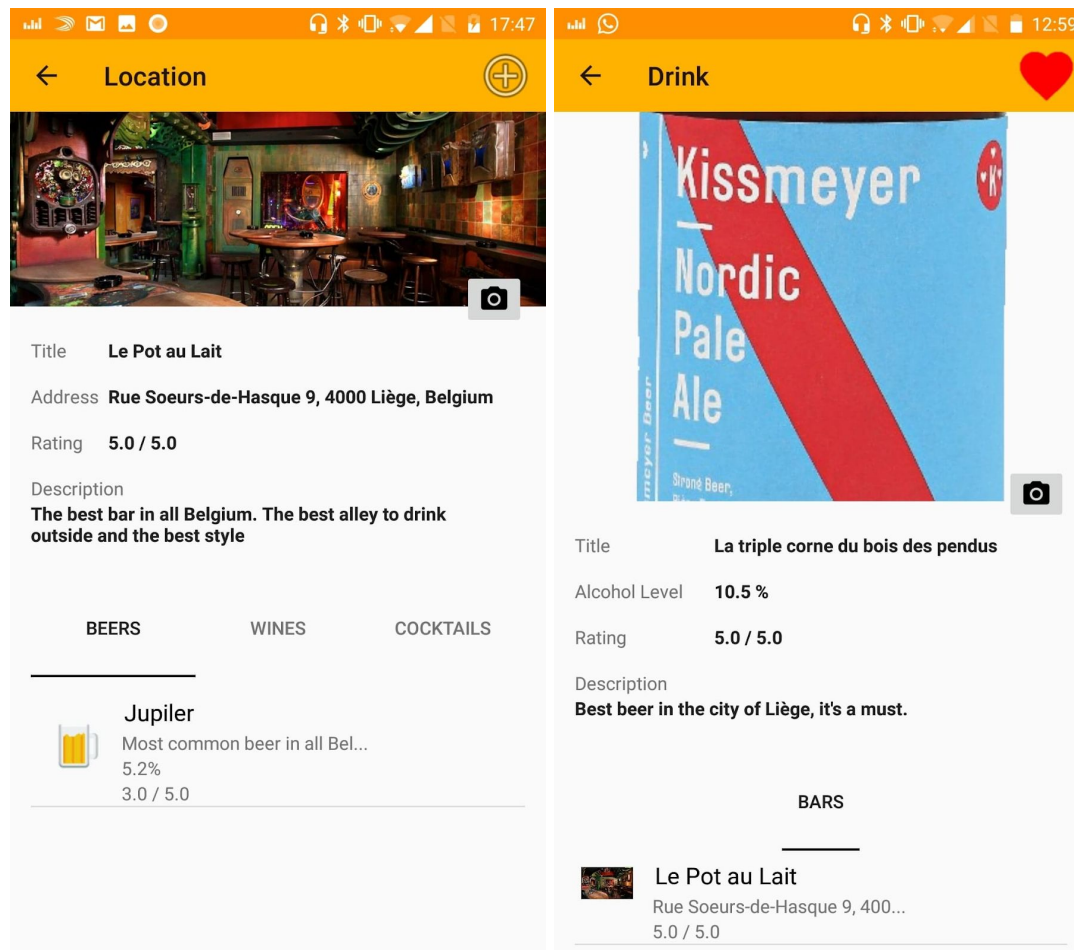 17:47
Location
Title Le Pot au Lait
Address Rue Soeurs-de-Hasque 9, 4000 Liège, Belgium
Rating 5.0 / 5.0
Description
The best bar in all Belgium. The best alley to drink
outside and the best style
BEERS WINES COCKTAILS
Jupiler
Most common beer in all Bel...
5.2%
3.0 / 5.0
12:59
Drink
Kissmeyer
K
Nordic
Pale
Ale
Strong Beer,
meyer Beer
Title La triple corne du bois des pendus
Alcohol Level 10.5 %
Rating 5.0 / 5.0
Description
Best beer in the city of Liège, it's a must.
BARS
Le Pot au Lait
Rue Soeurs-de-Hasque 9, 400...
5.0 / 5.0